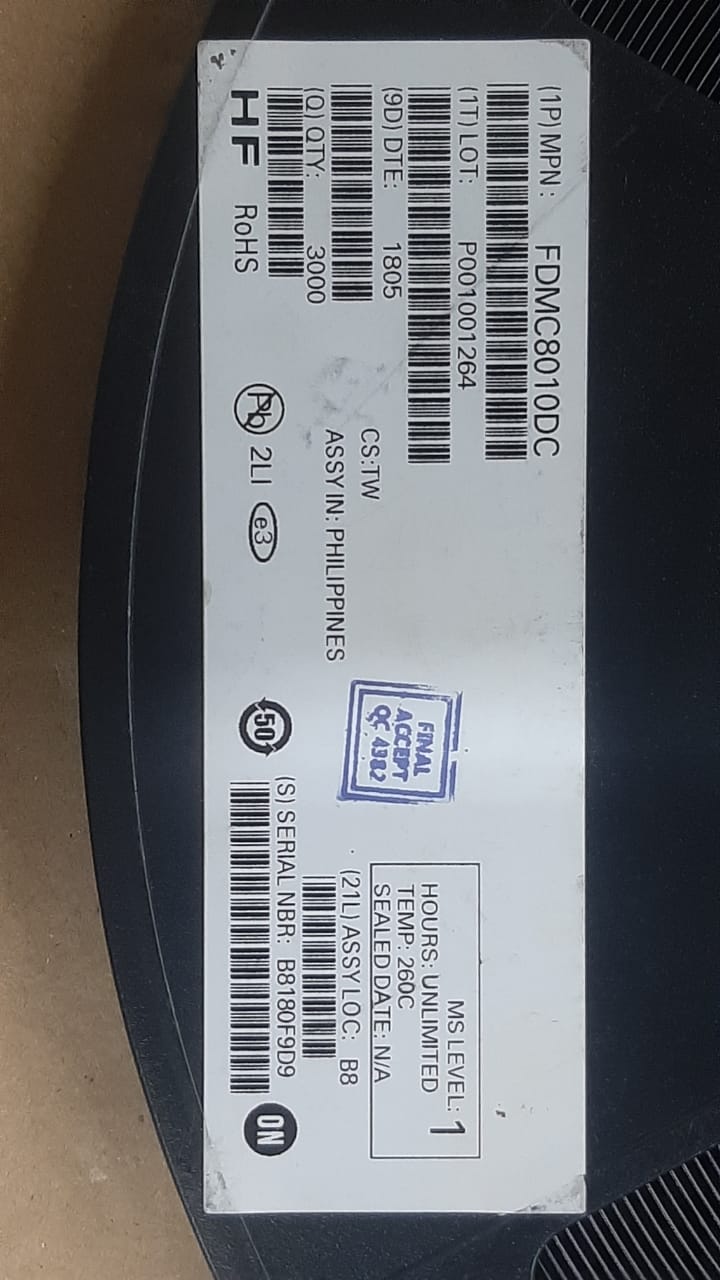 (1P) MPN: FDMC8010DC
(1T) LOT: P001001264
(9D) DTE: 1805
(Q) QTY: 3000
HF RoHS
CS:TW
ASSY IN: PHILIPPINES
Pb 2LI e3
FINAL
ACCEPT
QC 4382
50
MS LEVEL: 1
HOURS: UNLIMITED
TEMP: 260C
SEALED DATE: N/A
(21L) ASSY LOC: B8
(S) SERIAL NBR: B8180F9D9
ON